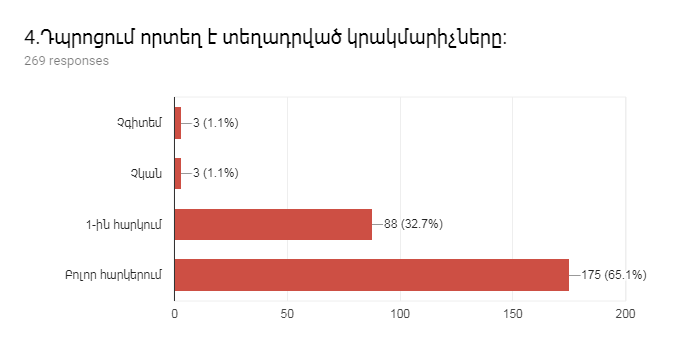 4.Դպրոցում որտեղ է տեղադրված կրակմարիչները:
269 responses
Չգիտեմ
3 (1.1%)
Չկան
3 (1.1%)
1-ին հարկում
88 (32.7%)
Բոլոր հարկերում
175 (65.1%)
0 50 100 150 200